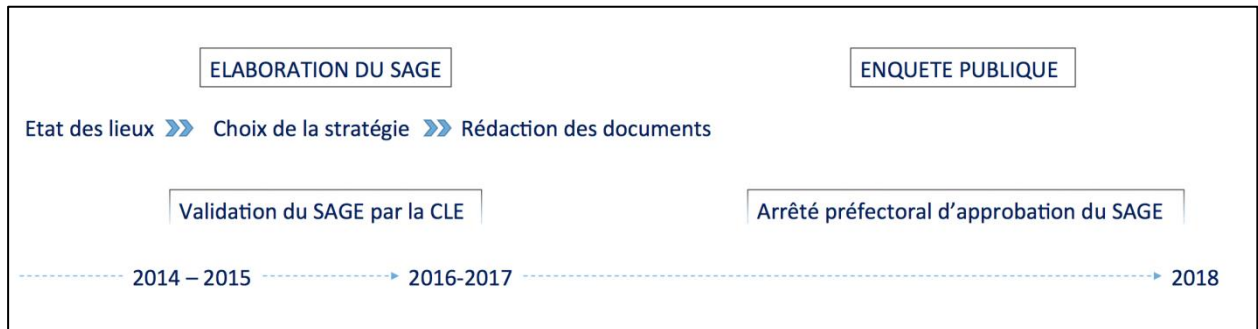 ELABORATION DU SAGE
ENQUETE PUBLIQUE
Etat des lieux
Choix de la stratégie
Rédaction des documents
Validation du SAGE par la CLE
Arrêté préfectoral d’approbation du SAGE
2014 – 2015
2016-2017
2018